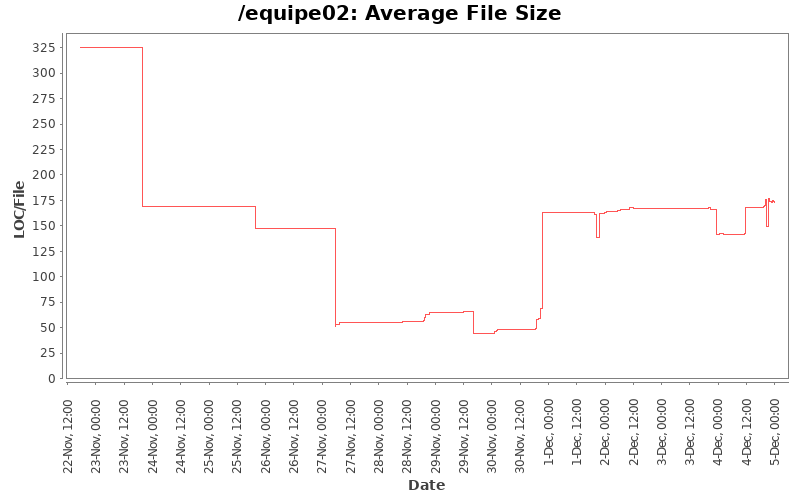 /equipe02: Average File Size
LOC/File
325
300
275
250
225
200
175
150
125
100
75
50
25
0
22-Nov, 12:00
23-Nov, 00:00
23-Nov, 12:00
24-Nov, 00:00
24-Nov, 12:00
25-Nov, 00:00
25-Nov, 12:00
26-Nov, 00:00
26-Nov, 12:00
27-Nov, 00:00
27-Nov, 12:00
28-Nov, 00:00
28-Nov, 12:00
29-Nov, 00:00
29-Nov, 12:00
30-Nov, 00:00
30-Nov, 12:00
1-Dec, 00:00
1-Dec, 12:00
2-Dec, 00:00
2-Dec, 12:00
3-Dec, 00:00
3-Dec, 12:00
4-Dec, 00:00
4-Dec, 12:00
5-Dec, 00:00
Date